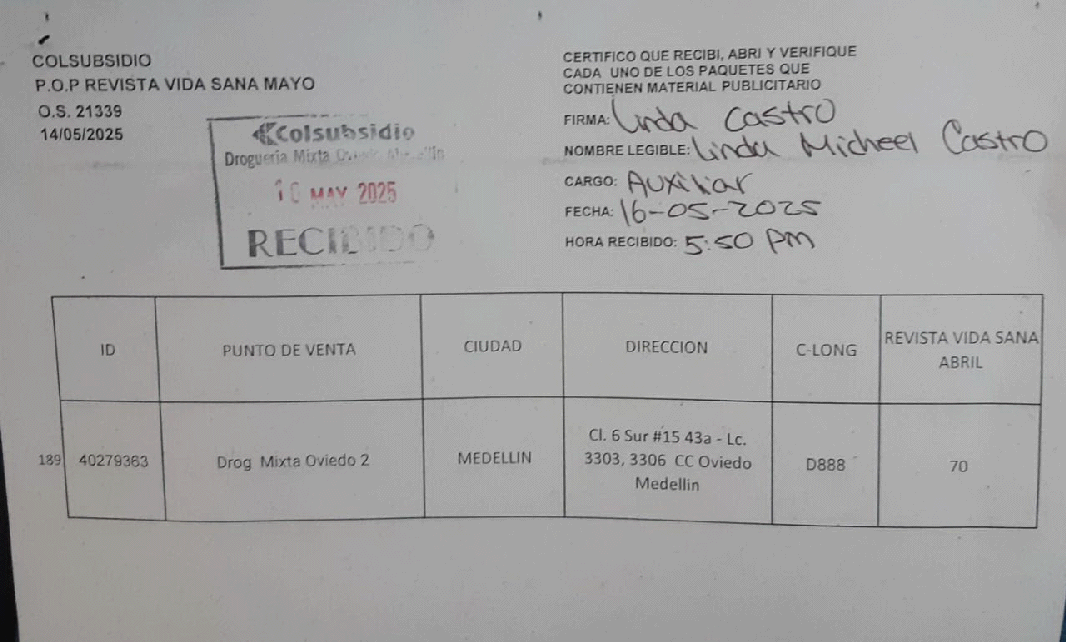 COLSUBSIDIO
P.O.P REVISTA VIDA SANA MAYO
O.S. 21339
14/05/2025
Colsubsidio
Drogueria Mixta
MAY 2025
RECIBIDO
CERTIFICO QUE RECIBI, ABRI Y VERIFIQUE
CADA UNO DE LOS PAQUETES QUE
CONTIENEN MATERIAL PUBLICITARIO
FIRMA: Linda Castro
NOMBRE LEGIBLE: Linda Micheel Castro
CARGO: Auxiliar
FECHA: 16-05-2025
HORA RECIBIDO: 5:50 pm
ID
PUNTO DE VENTA
CIUDAD
DIRECCION
C-LONG
REVISTA VIDA SANA
ABRIL
189
40279363
Drog Mixta Oviedo 2
MEDELLIN
Cl. 6 Sur #15 43a - Lc.
3303, 3306 CC Oviedo
Medellin
D888
70